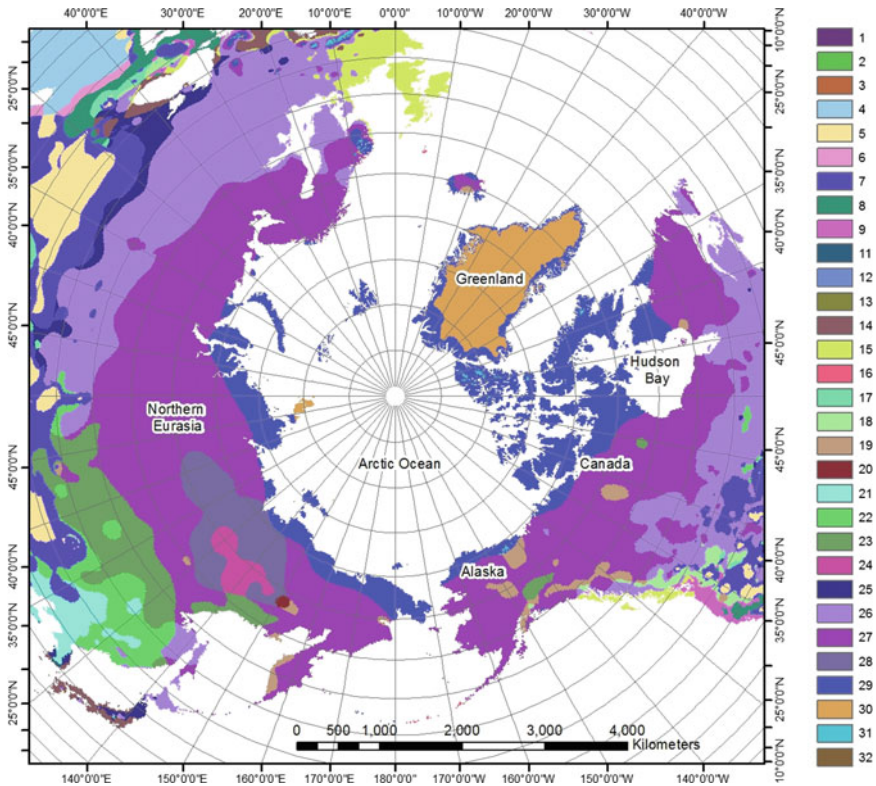 40°0'0"E 30°0'0"E 20°0'0"E 10°0'0"E 0°0'0" 10°0'0"W 20°0'0"W 30°0'0"W 40°0'0"W
25°0'0"N
35°0'0"N
40°0'0"N
45°0'0"N
45°0'0"N
40°0'0"N
35°0'0"N
25°0'0"N
Greenland
Hudson
Bay
Northern
Eurasia
Arctic Ocean
Canada
Alaska
0 500 1,000 2,000 3,000 4,000
Kilometers
10°0'0"N
25°0'0"N
35°0'0"N
40°0'0"N
45°0'0"N
45°0'0"N
40°0'0"N
35°0'0"N
25°0'0"N
10°0'0"N
140°0'0"E 150°0'0"E 160°0'0"E 170°0'0"E 180°0'0" 170°0'0"W 160°0'0"W 150°0'0"W 140°0'0"W
1
2
3
4
5
6
7
8
9
11
12
13
14
15
16
17
18
19
20
21
22
23
24
25
26
27
28
29
30
31
32